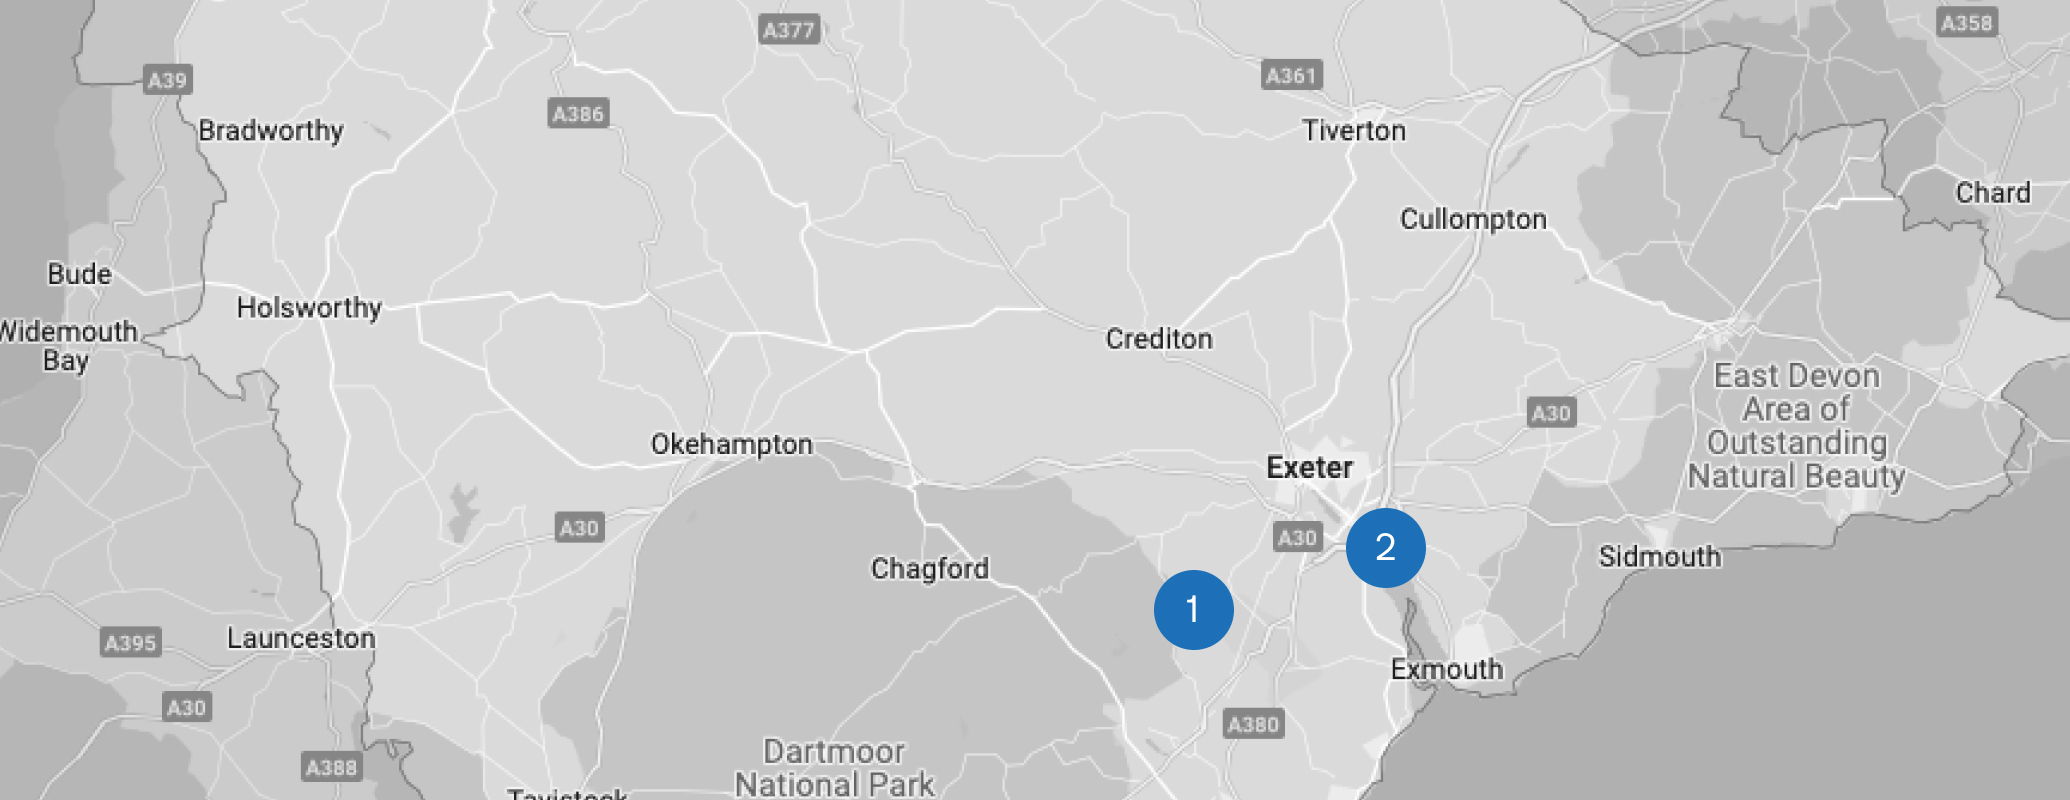 A377
A358
A39
A361
A386
Bradworthy
Tiverton
Chard
Cullompton
Bude
Holsworthy
Widemouth
Bay
Crediton
East Devon
Area of
Outstanding
Natural Beauty
A30
Okehampton
Exeter
A30
A30
2
Sidmouth
Chagford
1
A395
Launceston
Exmouth
A30
A380
Dartmoor
National Park
A388
Tavistock